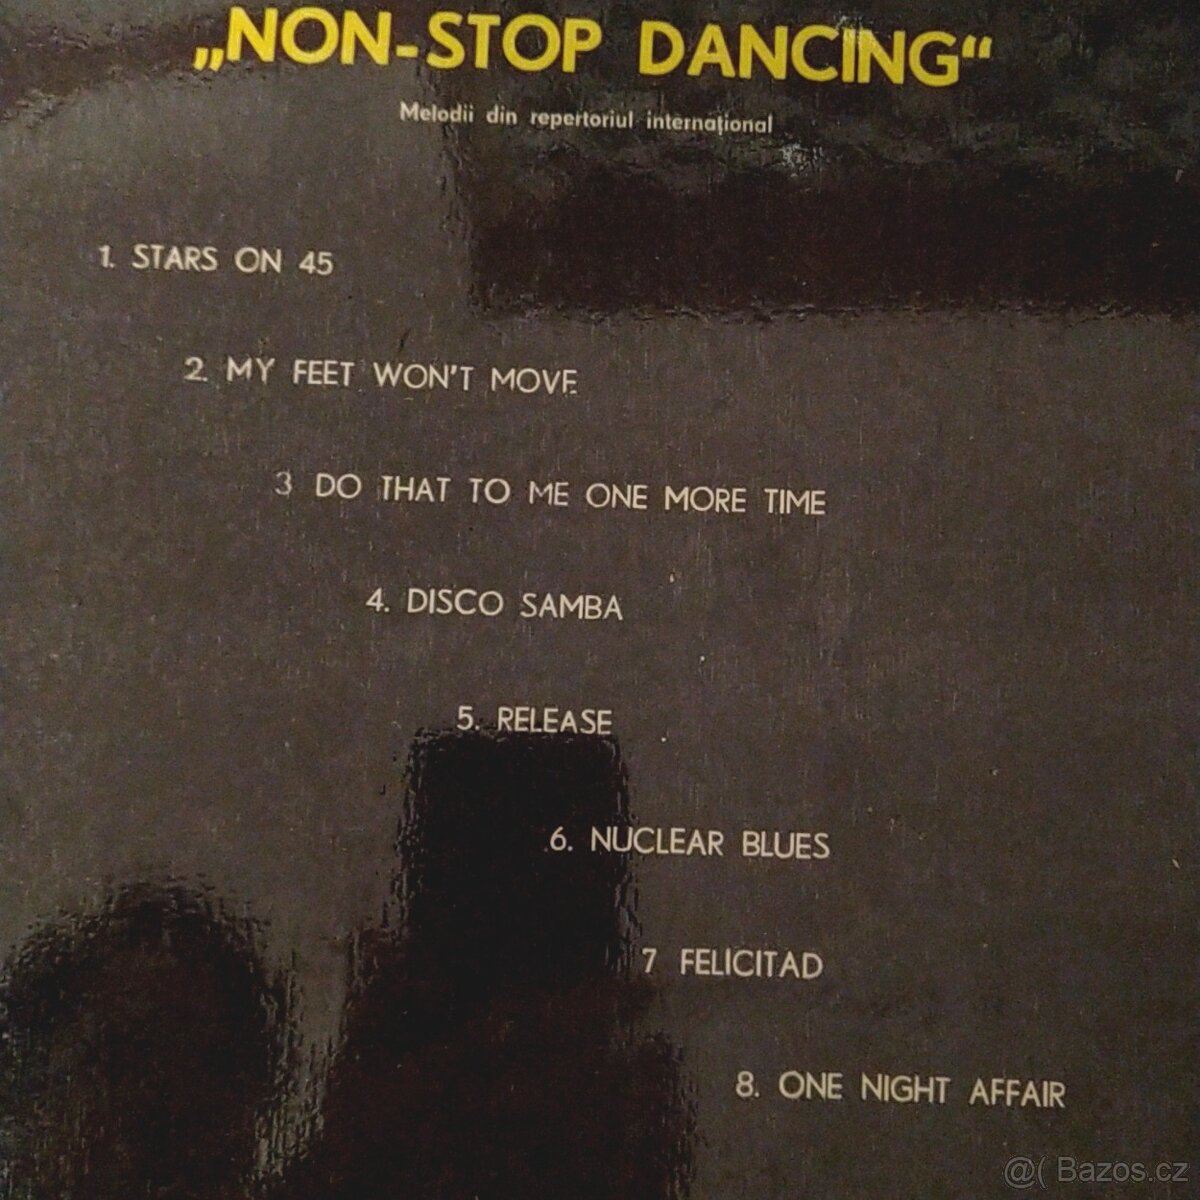 „NON-STOP DANCING“
Melodii din repertoriul internaţional
1. STARS ON 45
2. MY FEET WON'T MOVE
3 DO THAT TO ME ONE MORE TIME
4. DISCO SAMBA
5. RELEASE
6. NUCLEAR BLUES
7 FELICITAD
8. ONE NIGHT AFFAIR
@( Bazos.cz